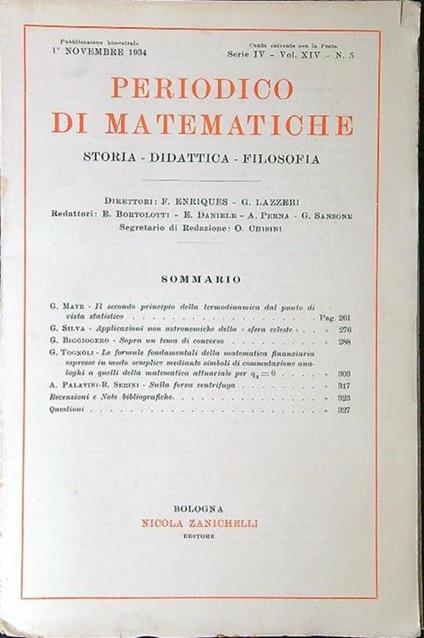 Pubblicazione bimestrale
Conto corrente con la Posta
1° NOVEMBRE 1934
Serie IV - Vol. XIV - N. 5
PERIODICO
DI MATEMATICHE
STORIA - DIDATTICA - FILOSOFIA
DIRETTORI: F. ENRIQUES - G. LAZZERI
Redattori: E. BORTOLOTTI - E. DANIELE - A. PERNA - G. SANSONE
Segretario di Redazione: O. CHISINI
SOMMARIO
G. MAYR - Il secondo principio della termodinamica dal punto di
vista statistico . . . . . . . . . . . . . . . . . . Pag. 261
G. SILVA - Applicazioni non astronomiche della « sfera celeste » . . » 276
G. BIGGIOGERO - Sopra un tema di concorso . . . . . . . . » 288
G. TOGNOLI - Le formule fondamentali della matematica finanziaria
espresse in modo semplice mediante simboli di commutazione ana-
loghi a quelli della matematica attuariale per qₓ = 0 . . . . . » 303
A. PALATINI-R. SERINI - Sulla forza centrifuga . . . . . . . » 317
Recensioni e Note bibliografiche. . . . . . . . . . . . . » 323
Questioni . . . . . . . . . . . . . . . . . . . . » 327
BOLOGNA
NICOLA ZANICHELLI
EDITORE